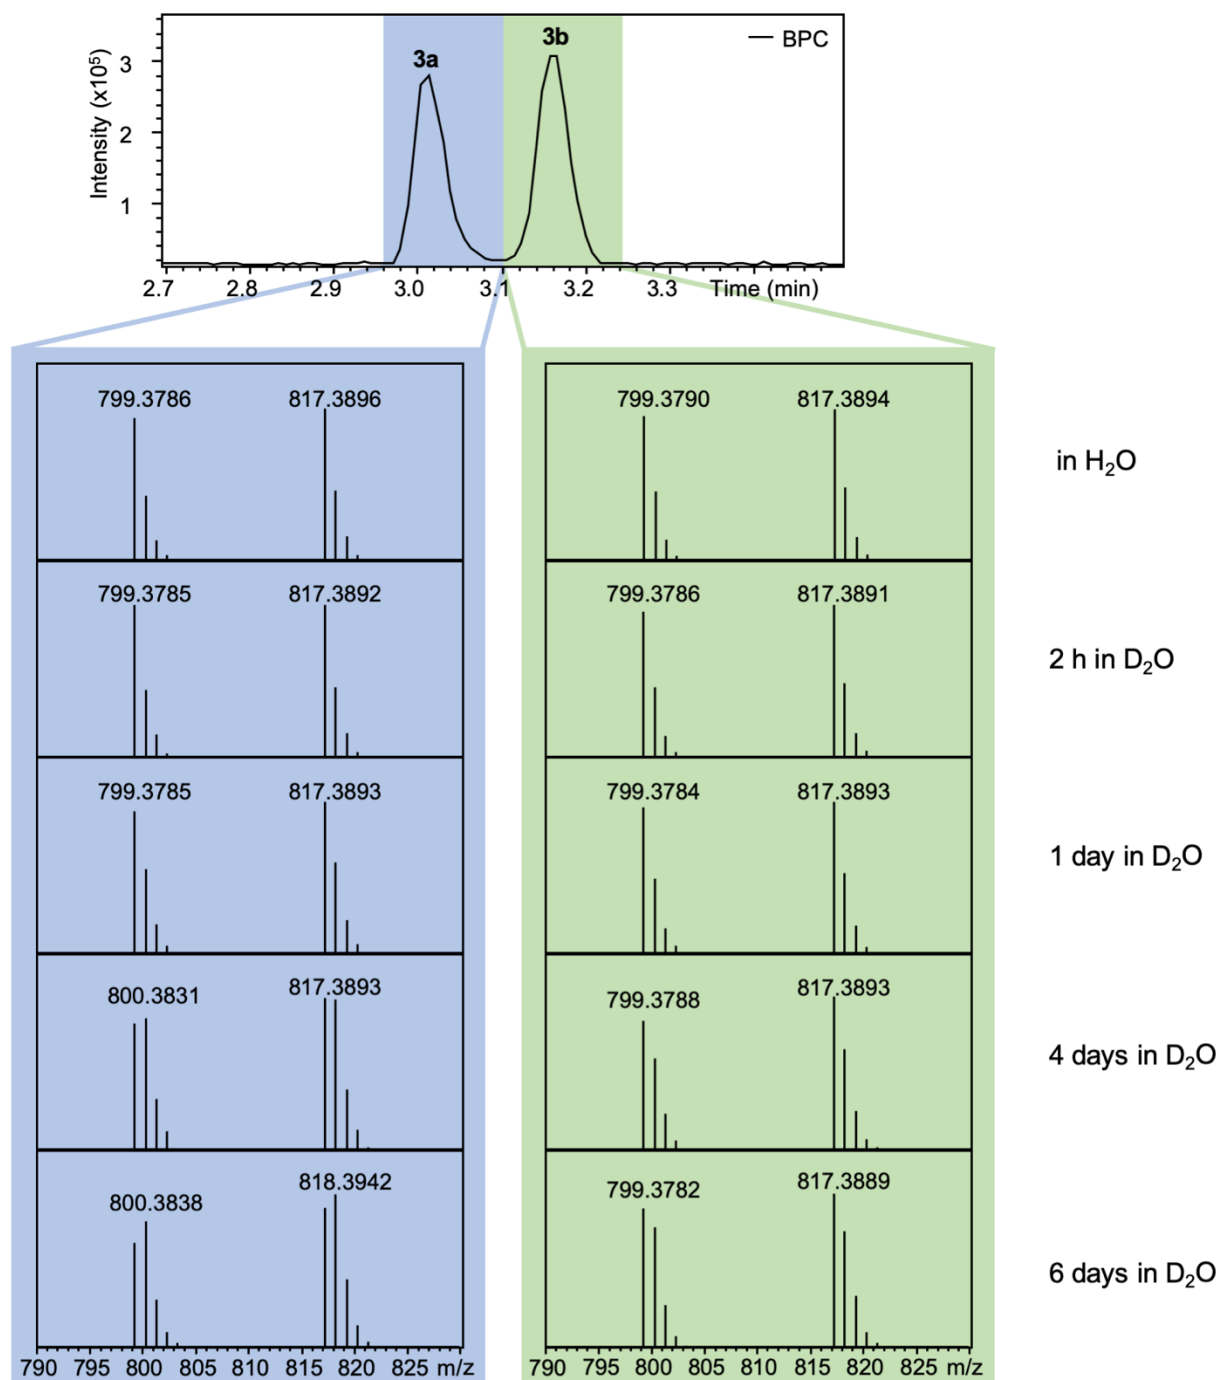 3a
3b
— BPC
Intensity (x10⁵)
3
2
1
2.7 2.8 2.9 3.0 3.1 3.2 3.3 Time (min)
799.3786 817.3896
799.3790 817.3894
in H₂O
799.3785 817.3892
799.3786 817.3891
2 h in D₂O
799.3785 817.3893
799.3784 817.3893
1 day in D₂O
800.3831 817.3893
799.3788 817.3893
4 days in D₂O
800.3838 818.3942
799.3782 817.3889
6 days in D₂O
790 795 800 805 810 815 820 825 m/z
790 795 800 805 810 815 820 825 m/z